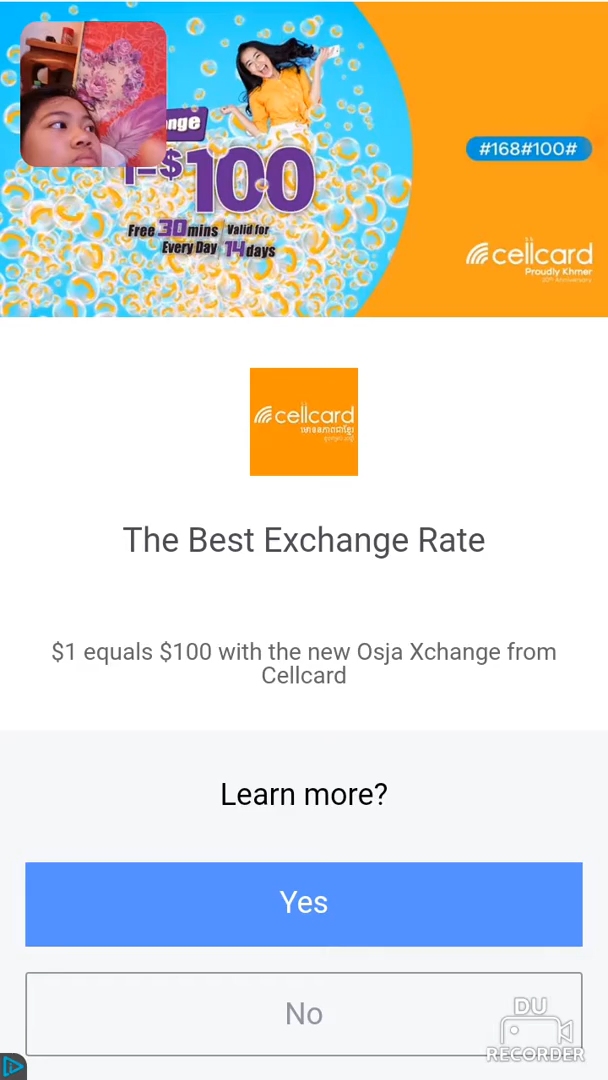 nge
1=$100
Free 30 mins Valid for
Every Day 14 days
#168#100#
cellcard
Proudly Khmer
cellcard
The Best Exchange Rate
$1 equals $100 with the new Osja Xchange from
Cellcard
Learn more?
Yes
No
DU
RECORDER